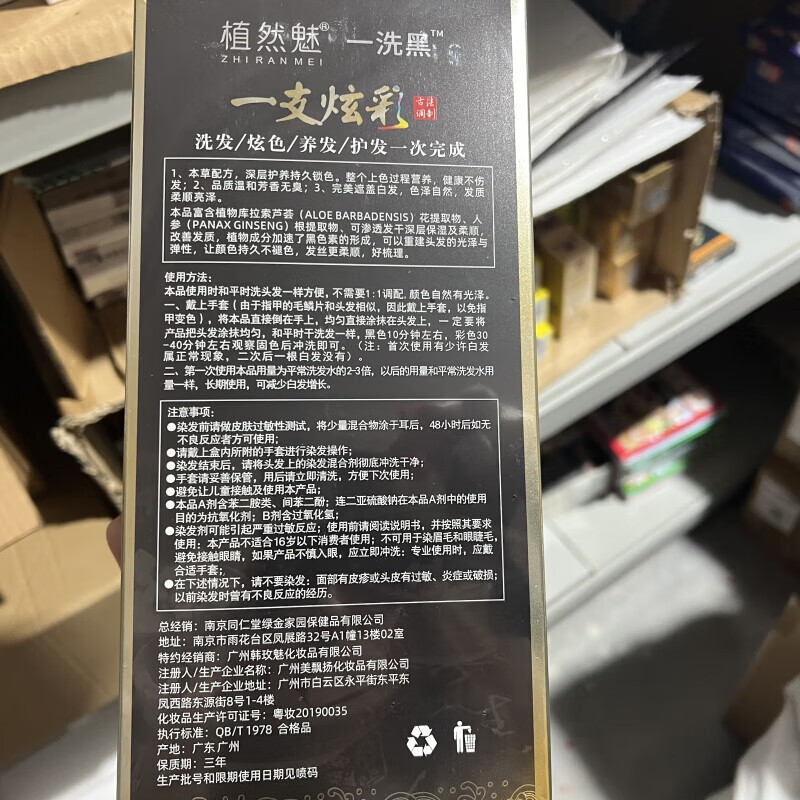 植然魅® 一洗黑™
ZHI RAN MEI
一支炫彩 古法调制
洗发/炫色/养发/护发一次完成
1、本草配方，深层护养持久锁色。整个上色过程营养，健康不伤
发；2、品质温和芳香无臭；3、完美遮盖白发，色泽自然，发质
柔顺亮泽。
本品富含植物库拉索芦荟（ALOE BARBADENSIS）花提取物、人
参（PANAX GINSENG）根提取物、可渗透发干深层保湿及柔顺，
改善发质，植物成分加速了黑色素的形成，可以重建头发的光泽与
弹性，让颜色持久不褪色，发丝更柔顺，好梳理。
使用方法：
本品使用时和平时洗头发一样方便，不需要1:1调配，颜色自然有光泽。
一、戴上手套（由于指甲的毛鳞片和头发相似，因此戴上手套，以免指
甲变色），将本品直接倒在手上，均匀直接涂抹在头发上，一定要将
产品把头发涂抹均匀，和平时干洗发一样，黑色10分钟左右，彩色30
-40分钟左右观察固色后冲洗即可。（注：首次使用有少许白发
属正常现象，二次后一根白发没有）。
二、第一次使用本品用量为平常洗发水的2-3倍，以后的用量和平常洗发水用
量一样，长期使用，可减少白发增长。
注意事项：
●染发前请做皮肤过敏性测试，将少量混合物涂于耳后，48小时后如无
不良反应者方可使用；
●请戴上盒内所附的手套进行染发操作；
●染发结束后，请将头发上的染发混合剂彻底冲洗干净；
●手套请妥善保管，用后请立即清洗，方便下次使用；
●避免让儿童接触及使用本产品；
●本品A剂含苯二胺类、间苯二酚；连二亚硫酸钠在本品A剂中的使用
目的为抗氧化剂；B剂含过氧化氢；
●染发剂可能引起严重过敏反应；使用前请阅读说明书，并按照其要求
使用：本产品不适合16岁以下消费者使用；不可用于染眉毛和眼睫毛，
避免接触眼睛，如果产品不慎入眼，应立即冲洗：专业使用时，应戴
合适手套；
●在下述情况下，请不要染发：面部有皮疹或头皮有过敏、炎症或破损；
以前染发时曾有不良反应的经历。
总经销：南京同仁堂绿金家园保健品有限公司
地址：南京市雨花台区凤展路32号A1幢13楼02室
特约经销商：广州韩玫魅化妆品有限公司
注册人/生产企业名称：广州美飘扬化妆品有限公司
注册人/生产企业地址：广州市白云区永平街东平东
凤西路东源街8号1-4楼
化妆品生产许可证号：粤妆20190035
执行标准：QB/T 1978 合格品
产地：广东广州
保质期：三年
生产批号和限期使用日期见喷码